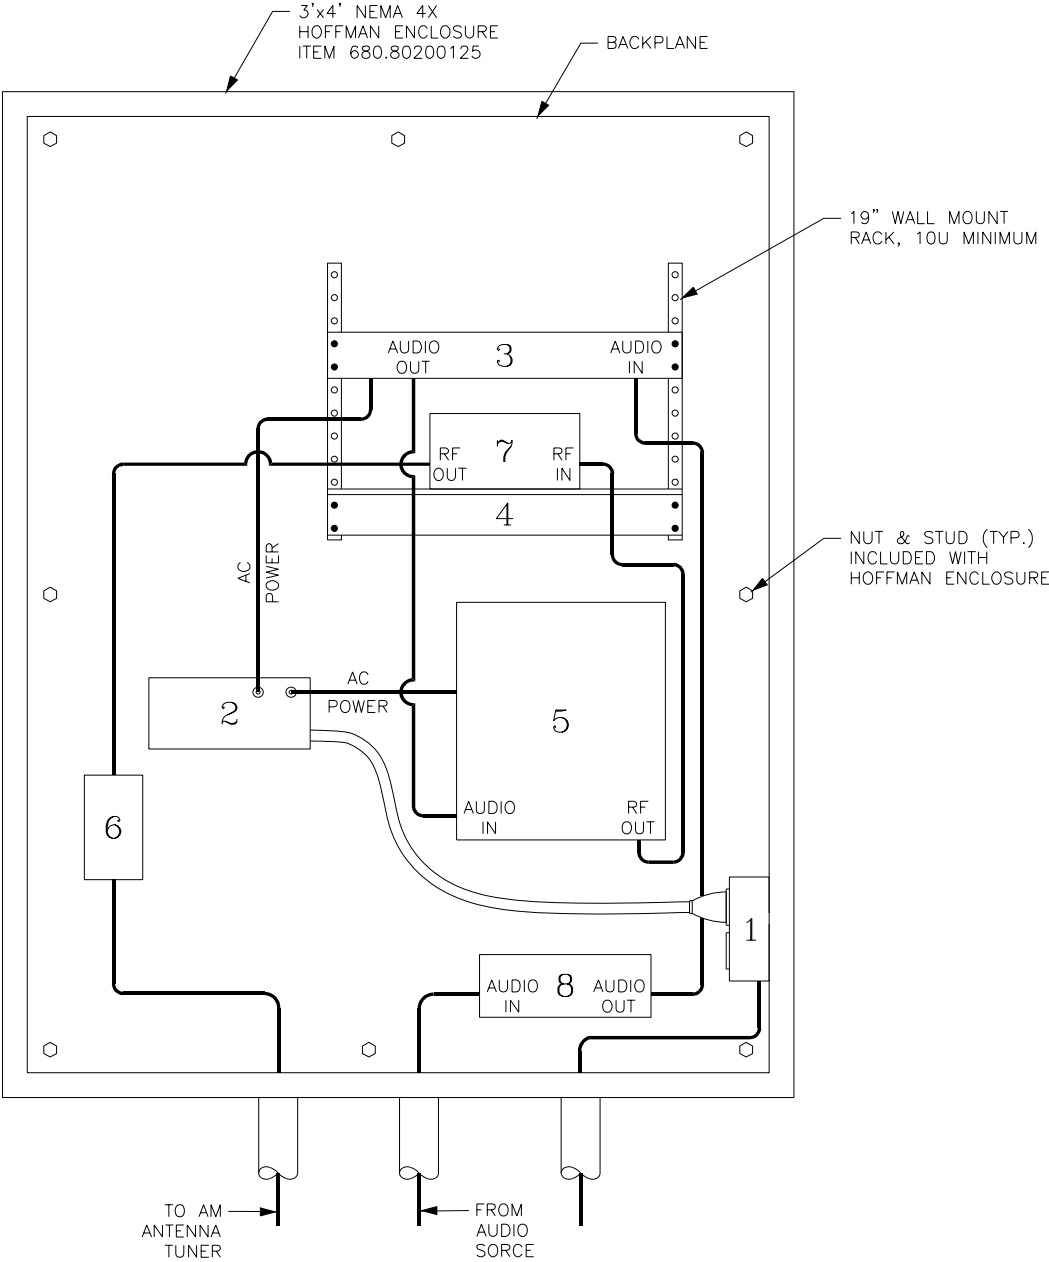 3'x4' NEMA 4X
HOFFMAN ENCLOSURE
ITEM 680.80200125
BACKPLANE
19" WALL MOUNT
RACK, 10U MINIMUM
AUDIO
OUT
3
AUDIO
IN
RF
OUT
7
RF
IN
4
NUT & STUD (TYP.)
INCLUDED WITH
HOFFMAN ENCLOSURE
AC
POWER
2
AC
POWER
5
AUDIO
IN
RF
OUT
6
1
AUDIO
IN
8
AUDIO
OUT
TO AM
ANTENNA
TUNER
FROM
AUDIO
SORCE